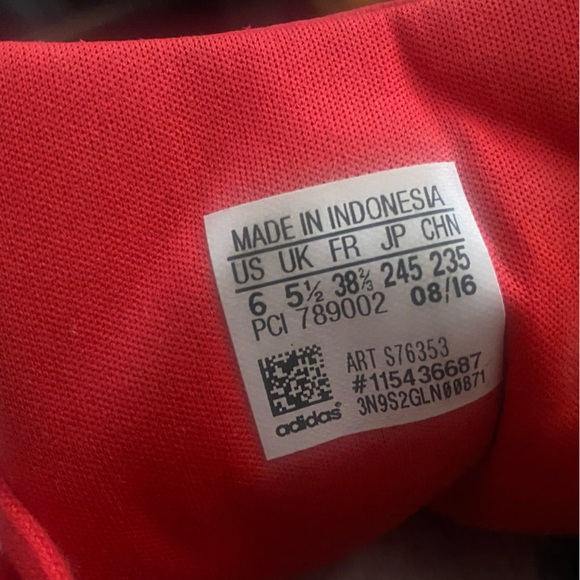 MADE IN INDONESIA
US UK FR JP CHN
6 5½ 38⅔ 245 235
PCI 789002 08/16
ART S76353
#115436687
3N9S2GLN00871
adidas®